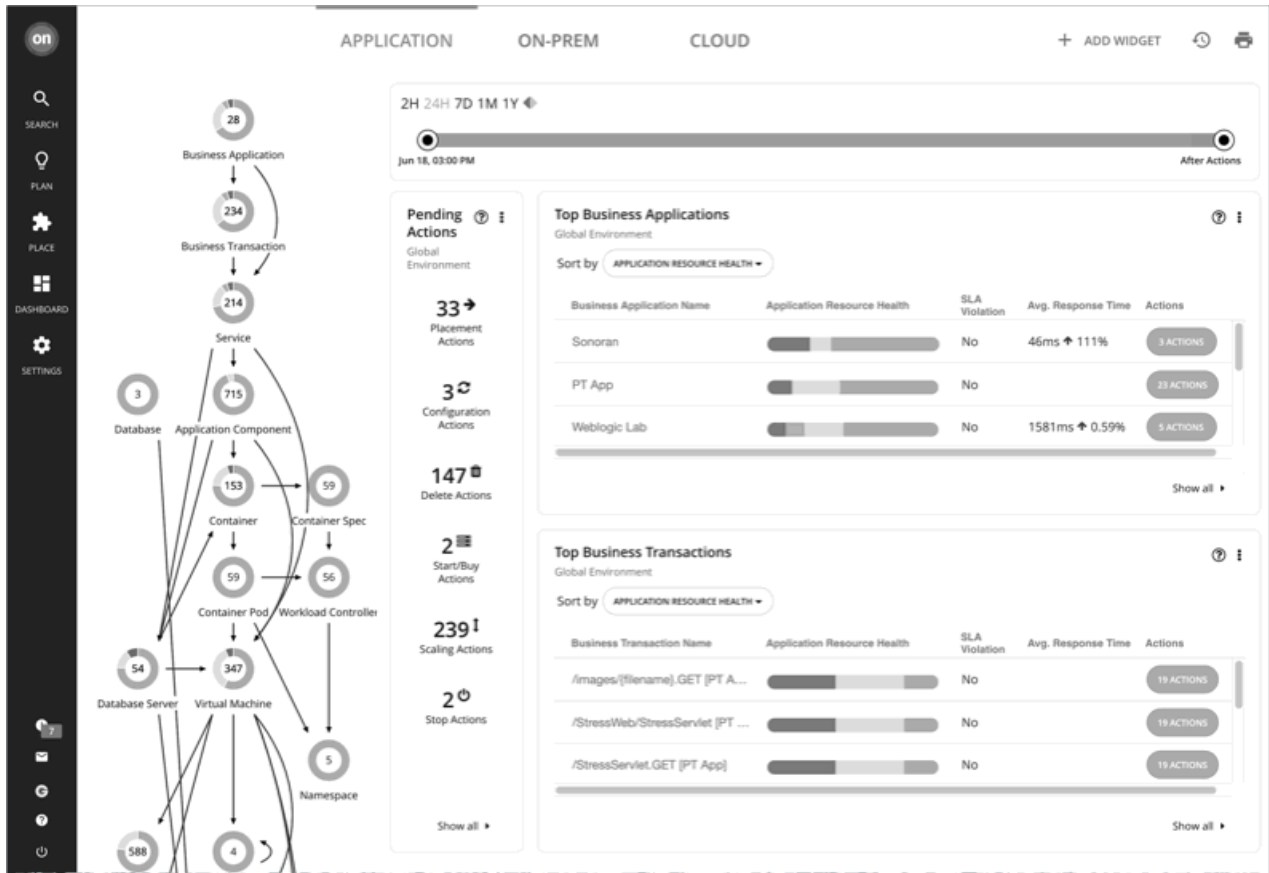 on
SEARCH
PLAN
PLACE
DASHBOARD
SETTINGS
7
APPLICATION ON-PREM CLOUD
+ ADD WIDGET
28
Business Application
234
Business Transaction
214
Service
3
Database
715
Application Component
153
Container
59
Container Spec
59
Container Pod
56
Workload Controller
54
Database Server
347
Virtual Machine
5
Namespace
588
4
2H 24H 7D 1M 1Y
Jun 18, 03:00 PM After Actions
Pending
Actions
Global
Environment
33
Placement
Actions
3
Configuration
Actions
147
Delete Actions
2
Start/Buy
Actions
239
Scaling Actions
2
Stop Actions
Show all
Top Business Applications
Global Environment
Sort by APPLICATION RESOURCE HEALTH
Business Application Name Application Resource Health SLA Violation Avg. Response Time Actions
Sonoran No 46ms 111% 3 ACTIONS
PT App No 23 ACTIONS
Weblogic Lab No 1581ms 0.59% 5 ACTIONS
Show all
Top Business Transactions
Global Environment
Sort by APPLICATION RESOURCE HEALTH
Business Transaction Name Application Resource Health SLA Violation Avg. Response Time Actions
/images/{filename}.GET [PT A... No 19 ACTIONS
/StressWeb/StressServlet [PT ... No 19 ACTIONS
/StressServlet.GET [PT App] No 19 ACTIONS
Show all